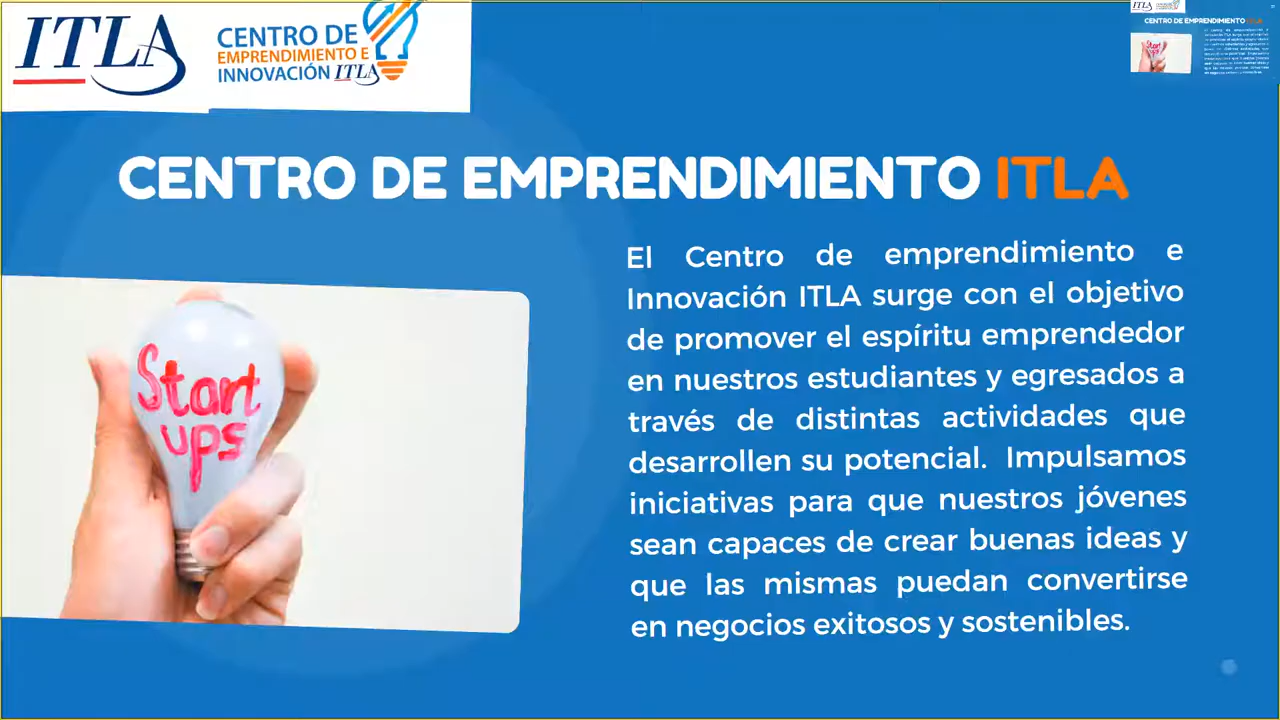 ITLA
CENTRO DE
EMPRENDIMIENTO E
INNOVACIÓN ITLA
CENTRO DE EMPRENDIMIENTO ITLA
CENTRO DE EMPRENDIMIENTO ITLA
El Centro de emprendimiento e
Innovación ITLA surge con el objetivo
de promover el espíritu emprendedor
en nuestros estudiantes y egresados a
través de distintas actividades que
desarrollen su potencial. Impulsamos
iniciativas para que nuestros jóvenes
sean capaces de crear buenas ideas y
que las mismas puedan convertirse
en negocios exitosos y sostenibles.
Start
ups